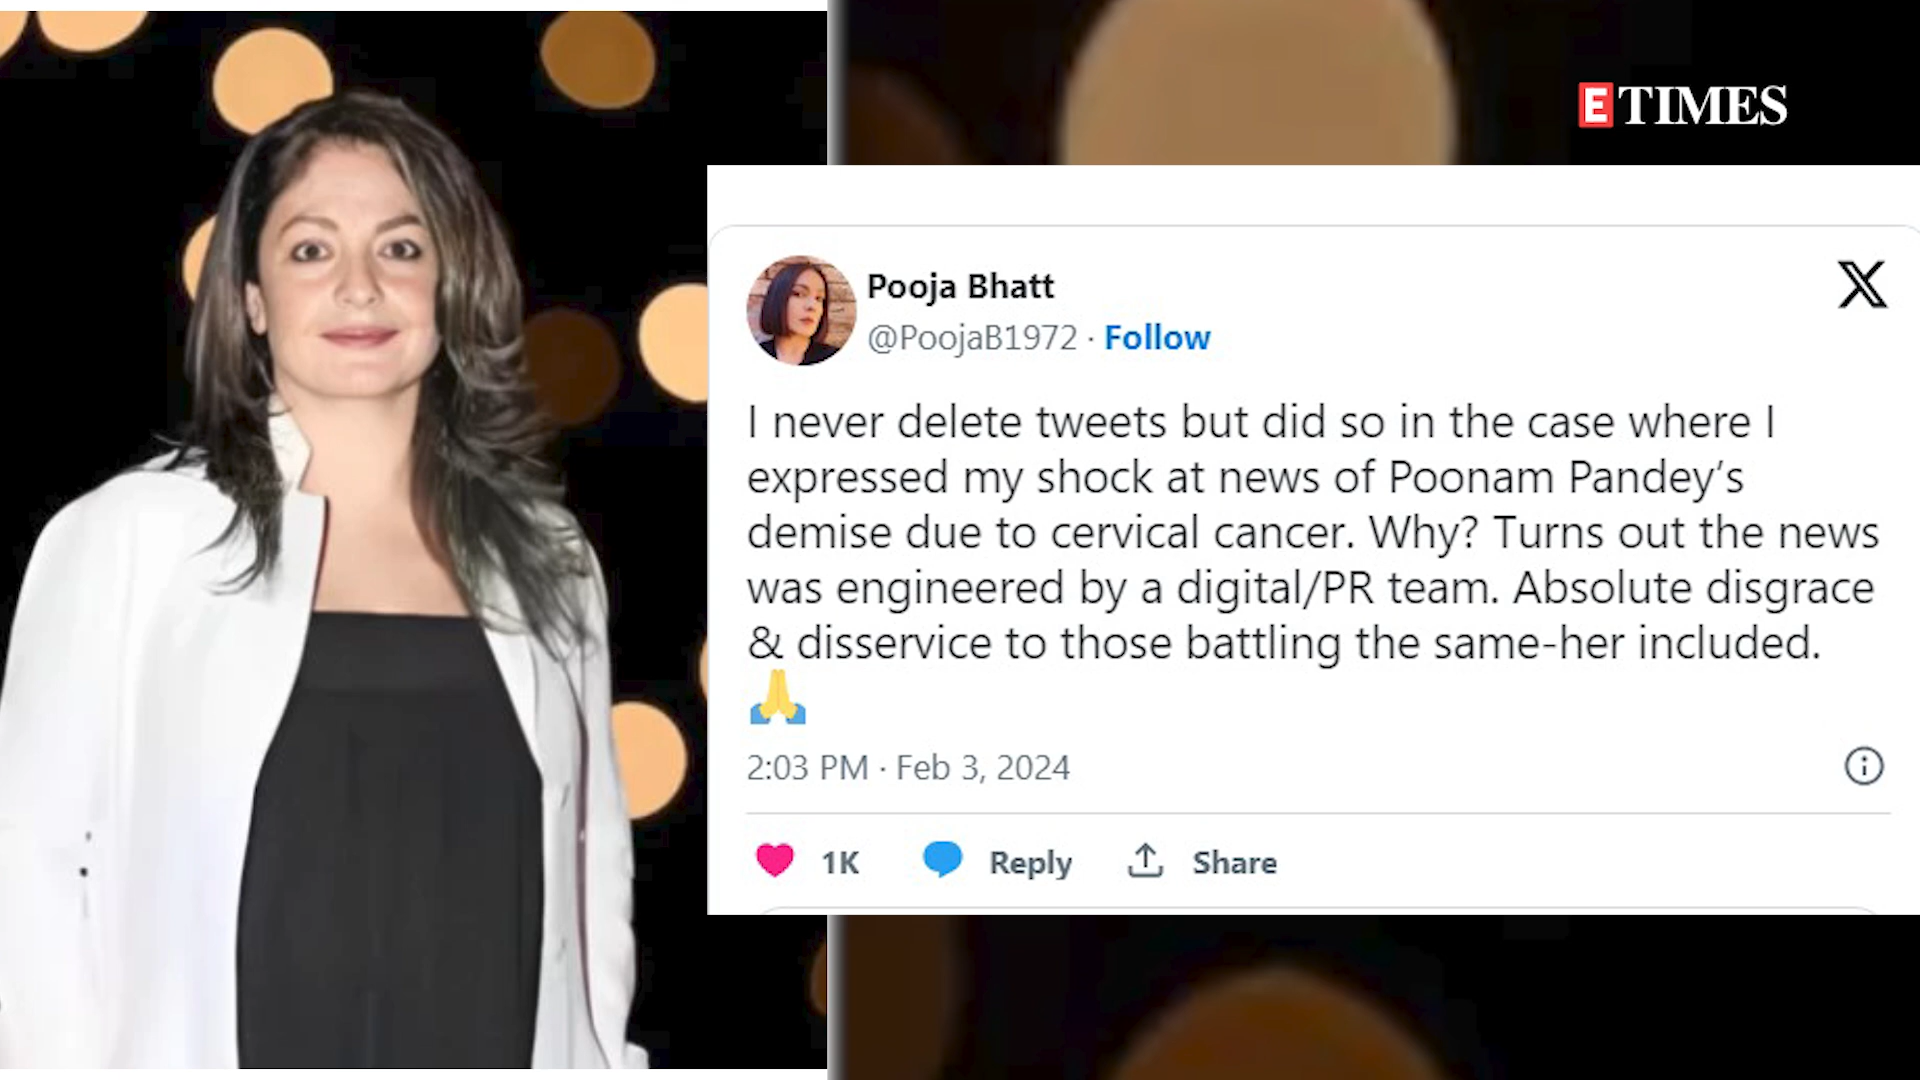 E TIMES
Pooja Bhatt
@PoojaB1972 · Follow
I never delete tweets but did so in the case where I
expressed my shock at news of Poonam Pandey’s
demise due to cervical cancer. Why? Turns out the news
was engineered by a digital/PR team. Absolute disgrace
& disservice to those battling the same-her included.
🙏
2:03 PM · Feb 3, 2024
1K Reply Share